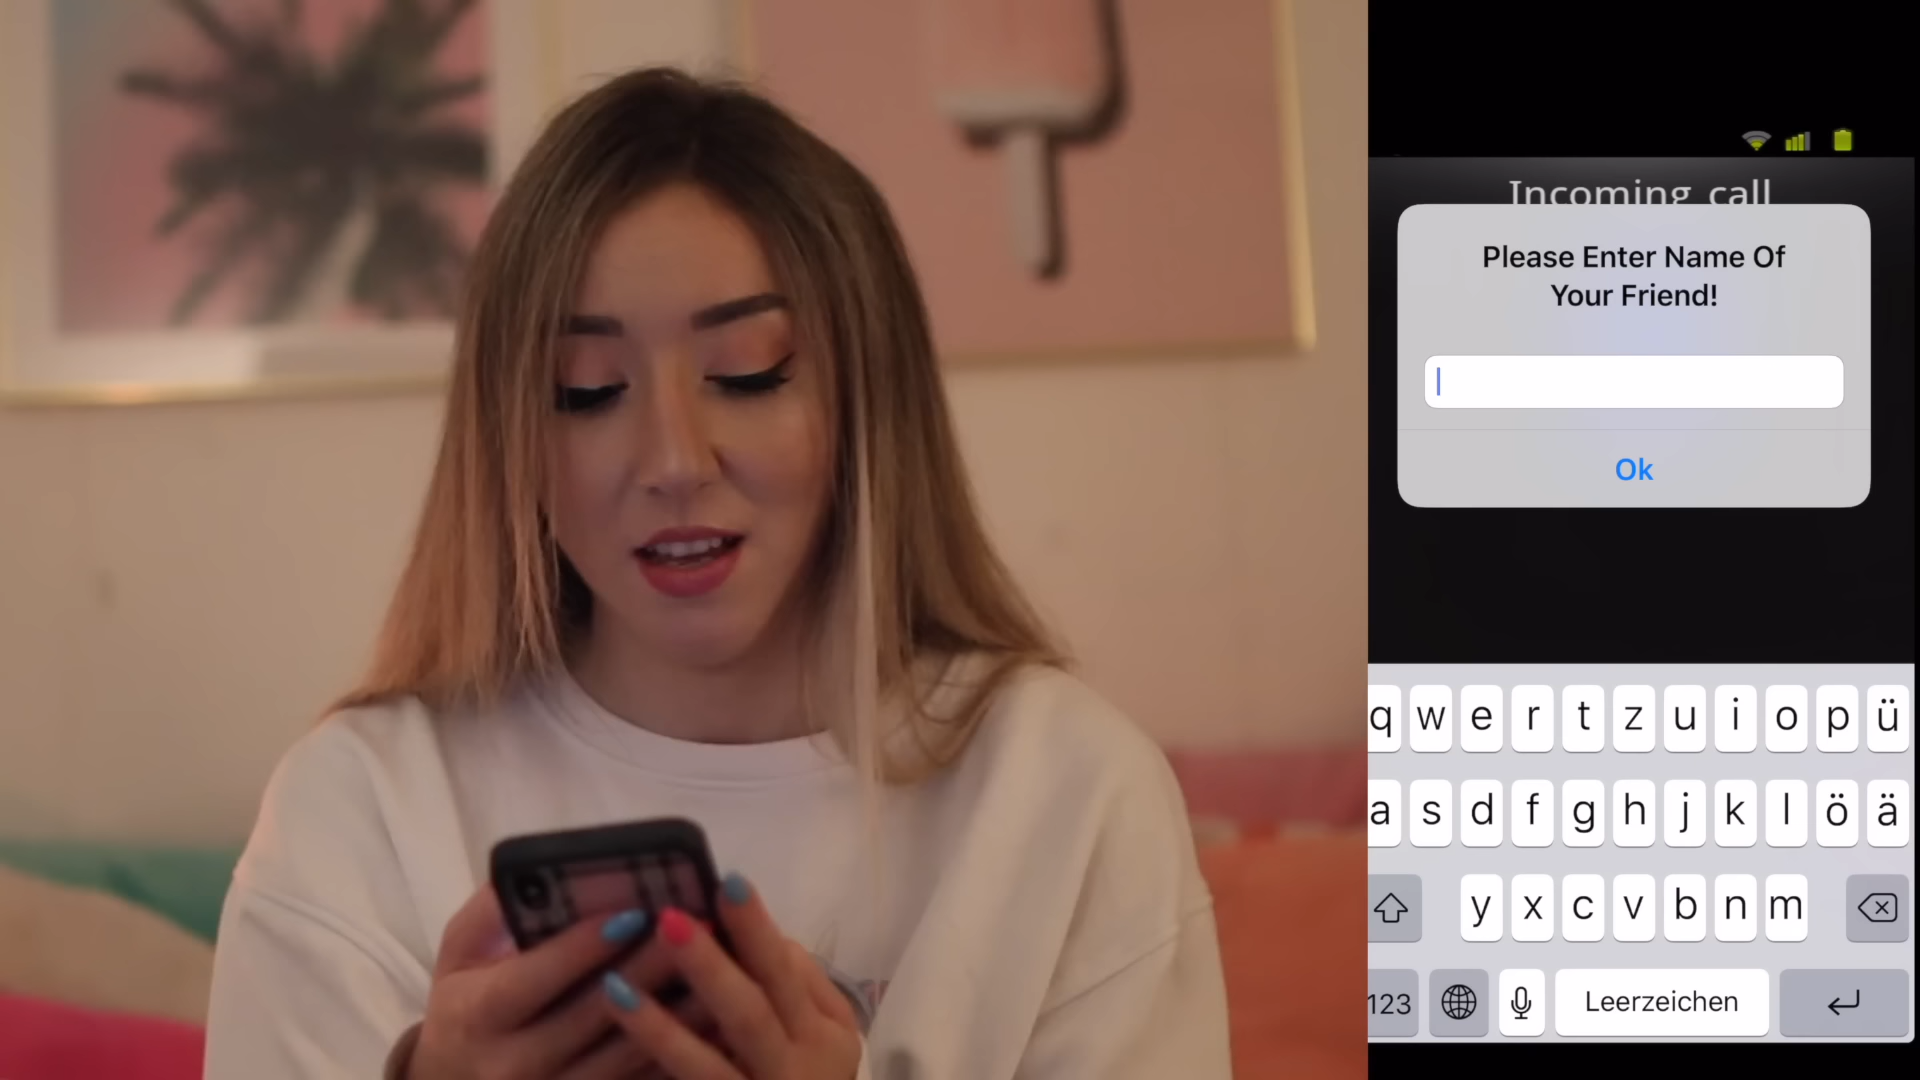 Incoming call
Please Enter Name Of
Your Friend!
Ok
q w e r t z u i o p ü
a s d f g h j k l ö ä
y x c v b n m
123
Leerzeichen